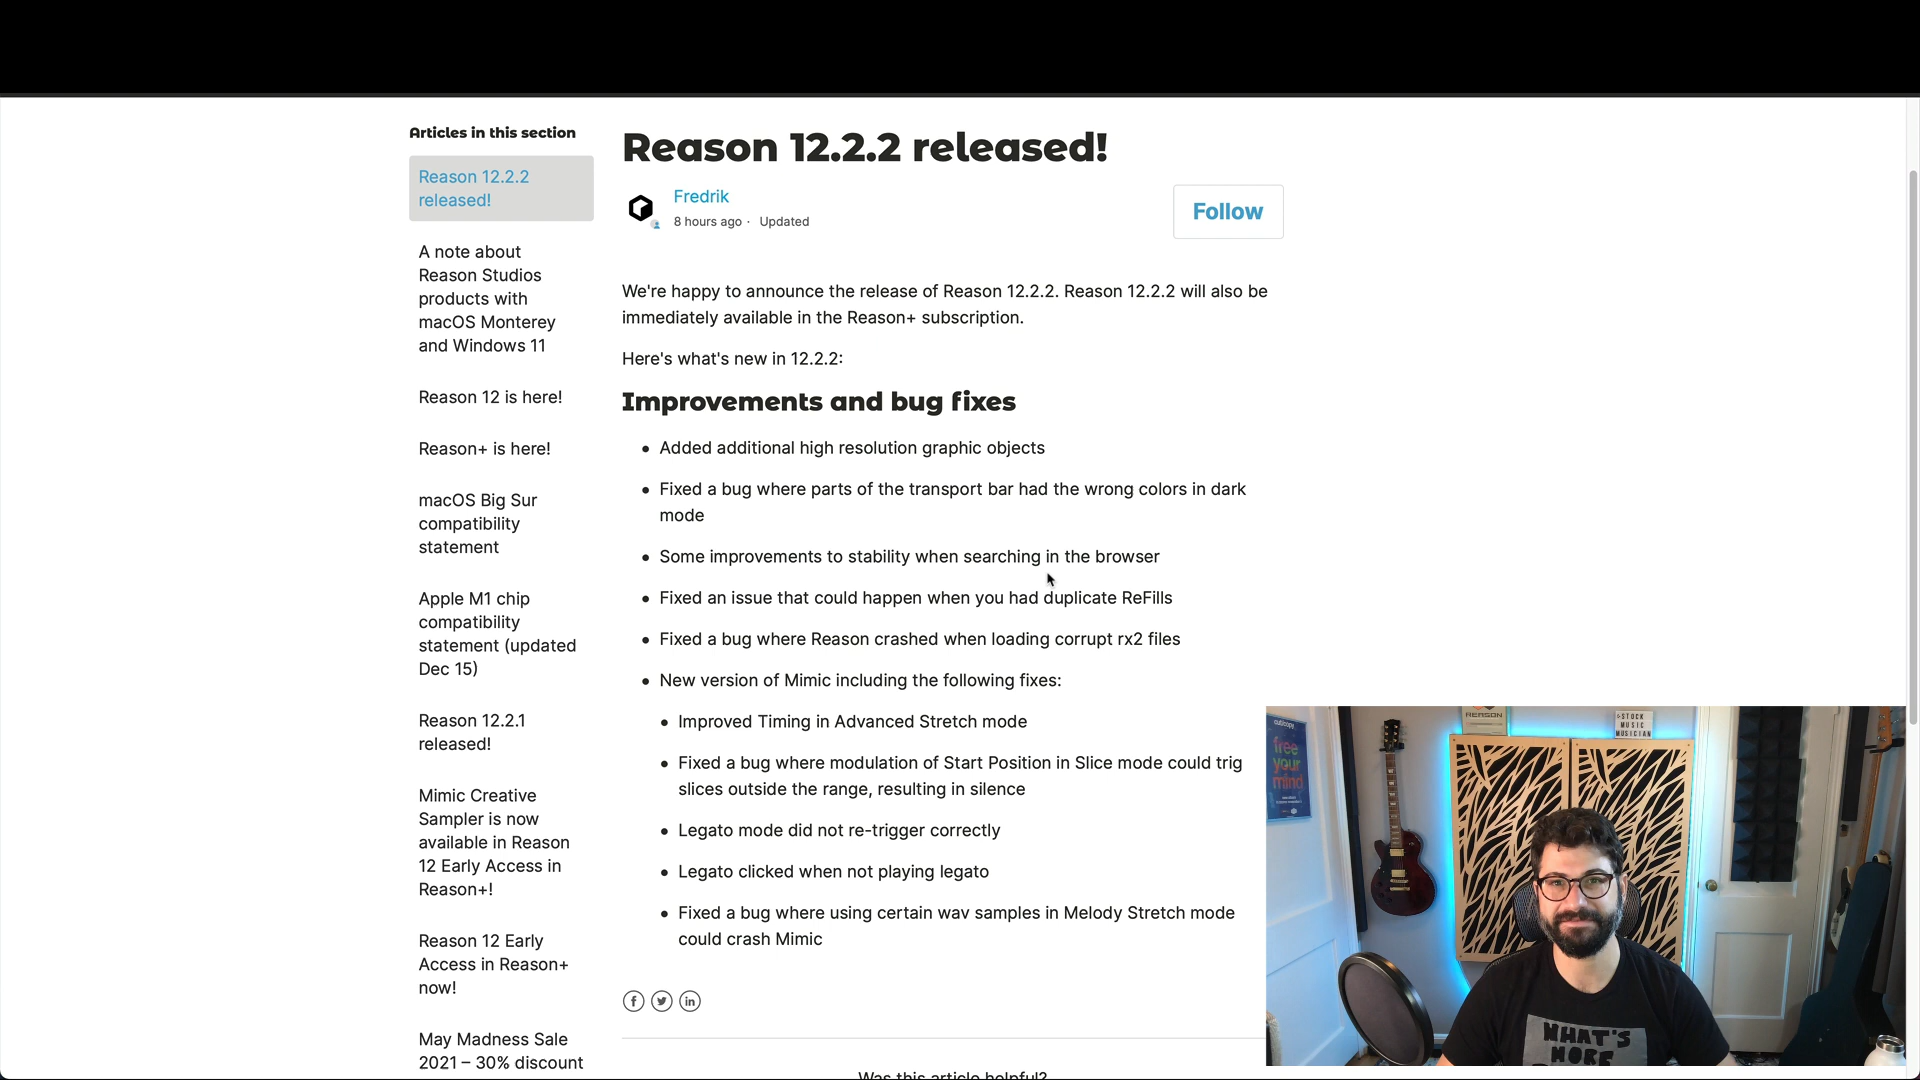 Articles in this section
Reason 12.2.2
released!
A note about
Reason Studios
products with
macOS Monterey
and Windows 11
Reason 12 is here!
Reason+ is here!
macOS Big Sur
compatibility
statement
Apple M1 chip
compatibility
statement (updated
Dec 15)
Reason 12.2.1
released!
Mimic Creative
Sampler is now
available in Reason
12 Early Access in
Reason+!
Reason 12 Early
Access in Reason+
now!
May Madness Sale
2021 – 30% discount
Reason 12.2.2 released!
Fredrik
8 hours ago · Updated
Follow
We're happy to announce the release of Reason 12.2.2. Reason 12.2.2 will also be
immediately available in the Reason+ subscription.
Here's what's new in 12.2.2:
Improvements and bug fixes
• Added additional high resolution graphic objects
• Fixed a bug where parts of the transport bar had the wrong colors in dark
mode
• Some improvements to stability when searching in the browser
• Fixed an issue that could happen when you had duplicate ReFills
• Fixed a bug where Reason crashed when loading corrupt rx2 files
• New version of Mimic including the following fixes:
• Improved Timing in Advanced Stretch mode
• Fixed a bug where modulation of Start Position in Slice mode could trig
slices outside the range, resulting in silence
• Legato mode did not re-trigger correctly
• Legato clicked when not playing legato
• Fixed a bug where using certain wav samples in Melody Stretch mode
could crash Mimic
Was this article helpful?
free
your
mind
REASON
STOCK
MUSIC
MUSICIAN
WHAT'S
MORE